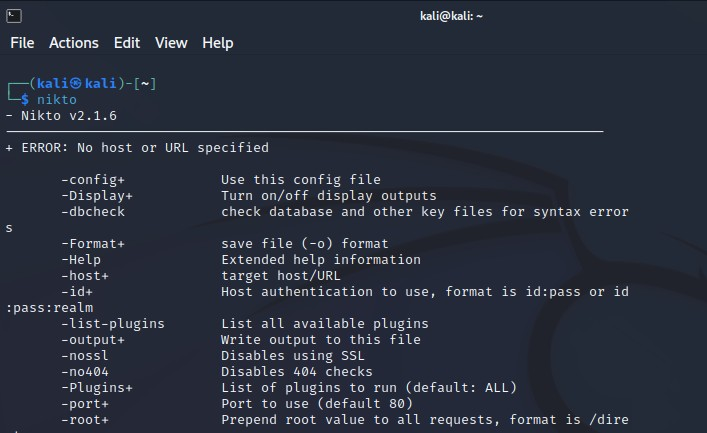 kali@kali: ~
File Actions Edit View Help
┌──(kali㉿kali)-[~]
└─$ nikto
- Nikto v2.1.6
---------------------------------------------------------------------------
+ ERROR: No host or URL specified
-config+ Use this config file
-Display+ Turn on/off display outputs
-dbcheck check database and other key files for syntax error
s
-Format+ save file (-o) format
-Help Extended help information
-host+ target host/URL
-id+ Host authentication to use, format is id:pass or id
:pass:realm
-list-plugins List all available plugins
-output+ Write output to this file
-nossl Disables using SSL
-no404 Disables 404 checks
-Plugins+ List of plugins to run (default: ALL)
-port+ Port to use (default 80)
-root+ Prepend root value to all requests, format is /dire